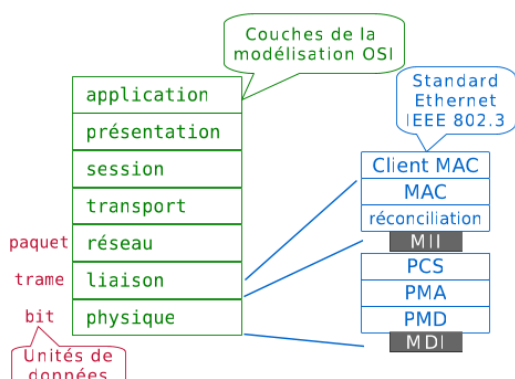 Couches de la
modélisation OSI
application
présentation
session
transport
paquet réseau
trame liaison
bit physique
Unités de
données
Standard
Ethernet
IEEE 802.3
Client MAC
MAC
réconciliation
MII
PCS
PMA
PMD
MDI